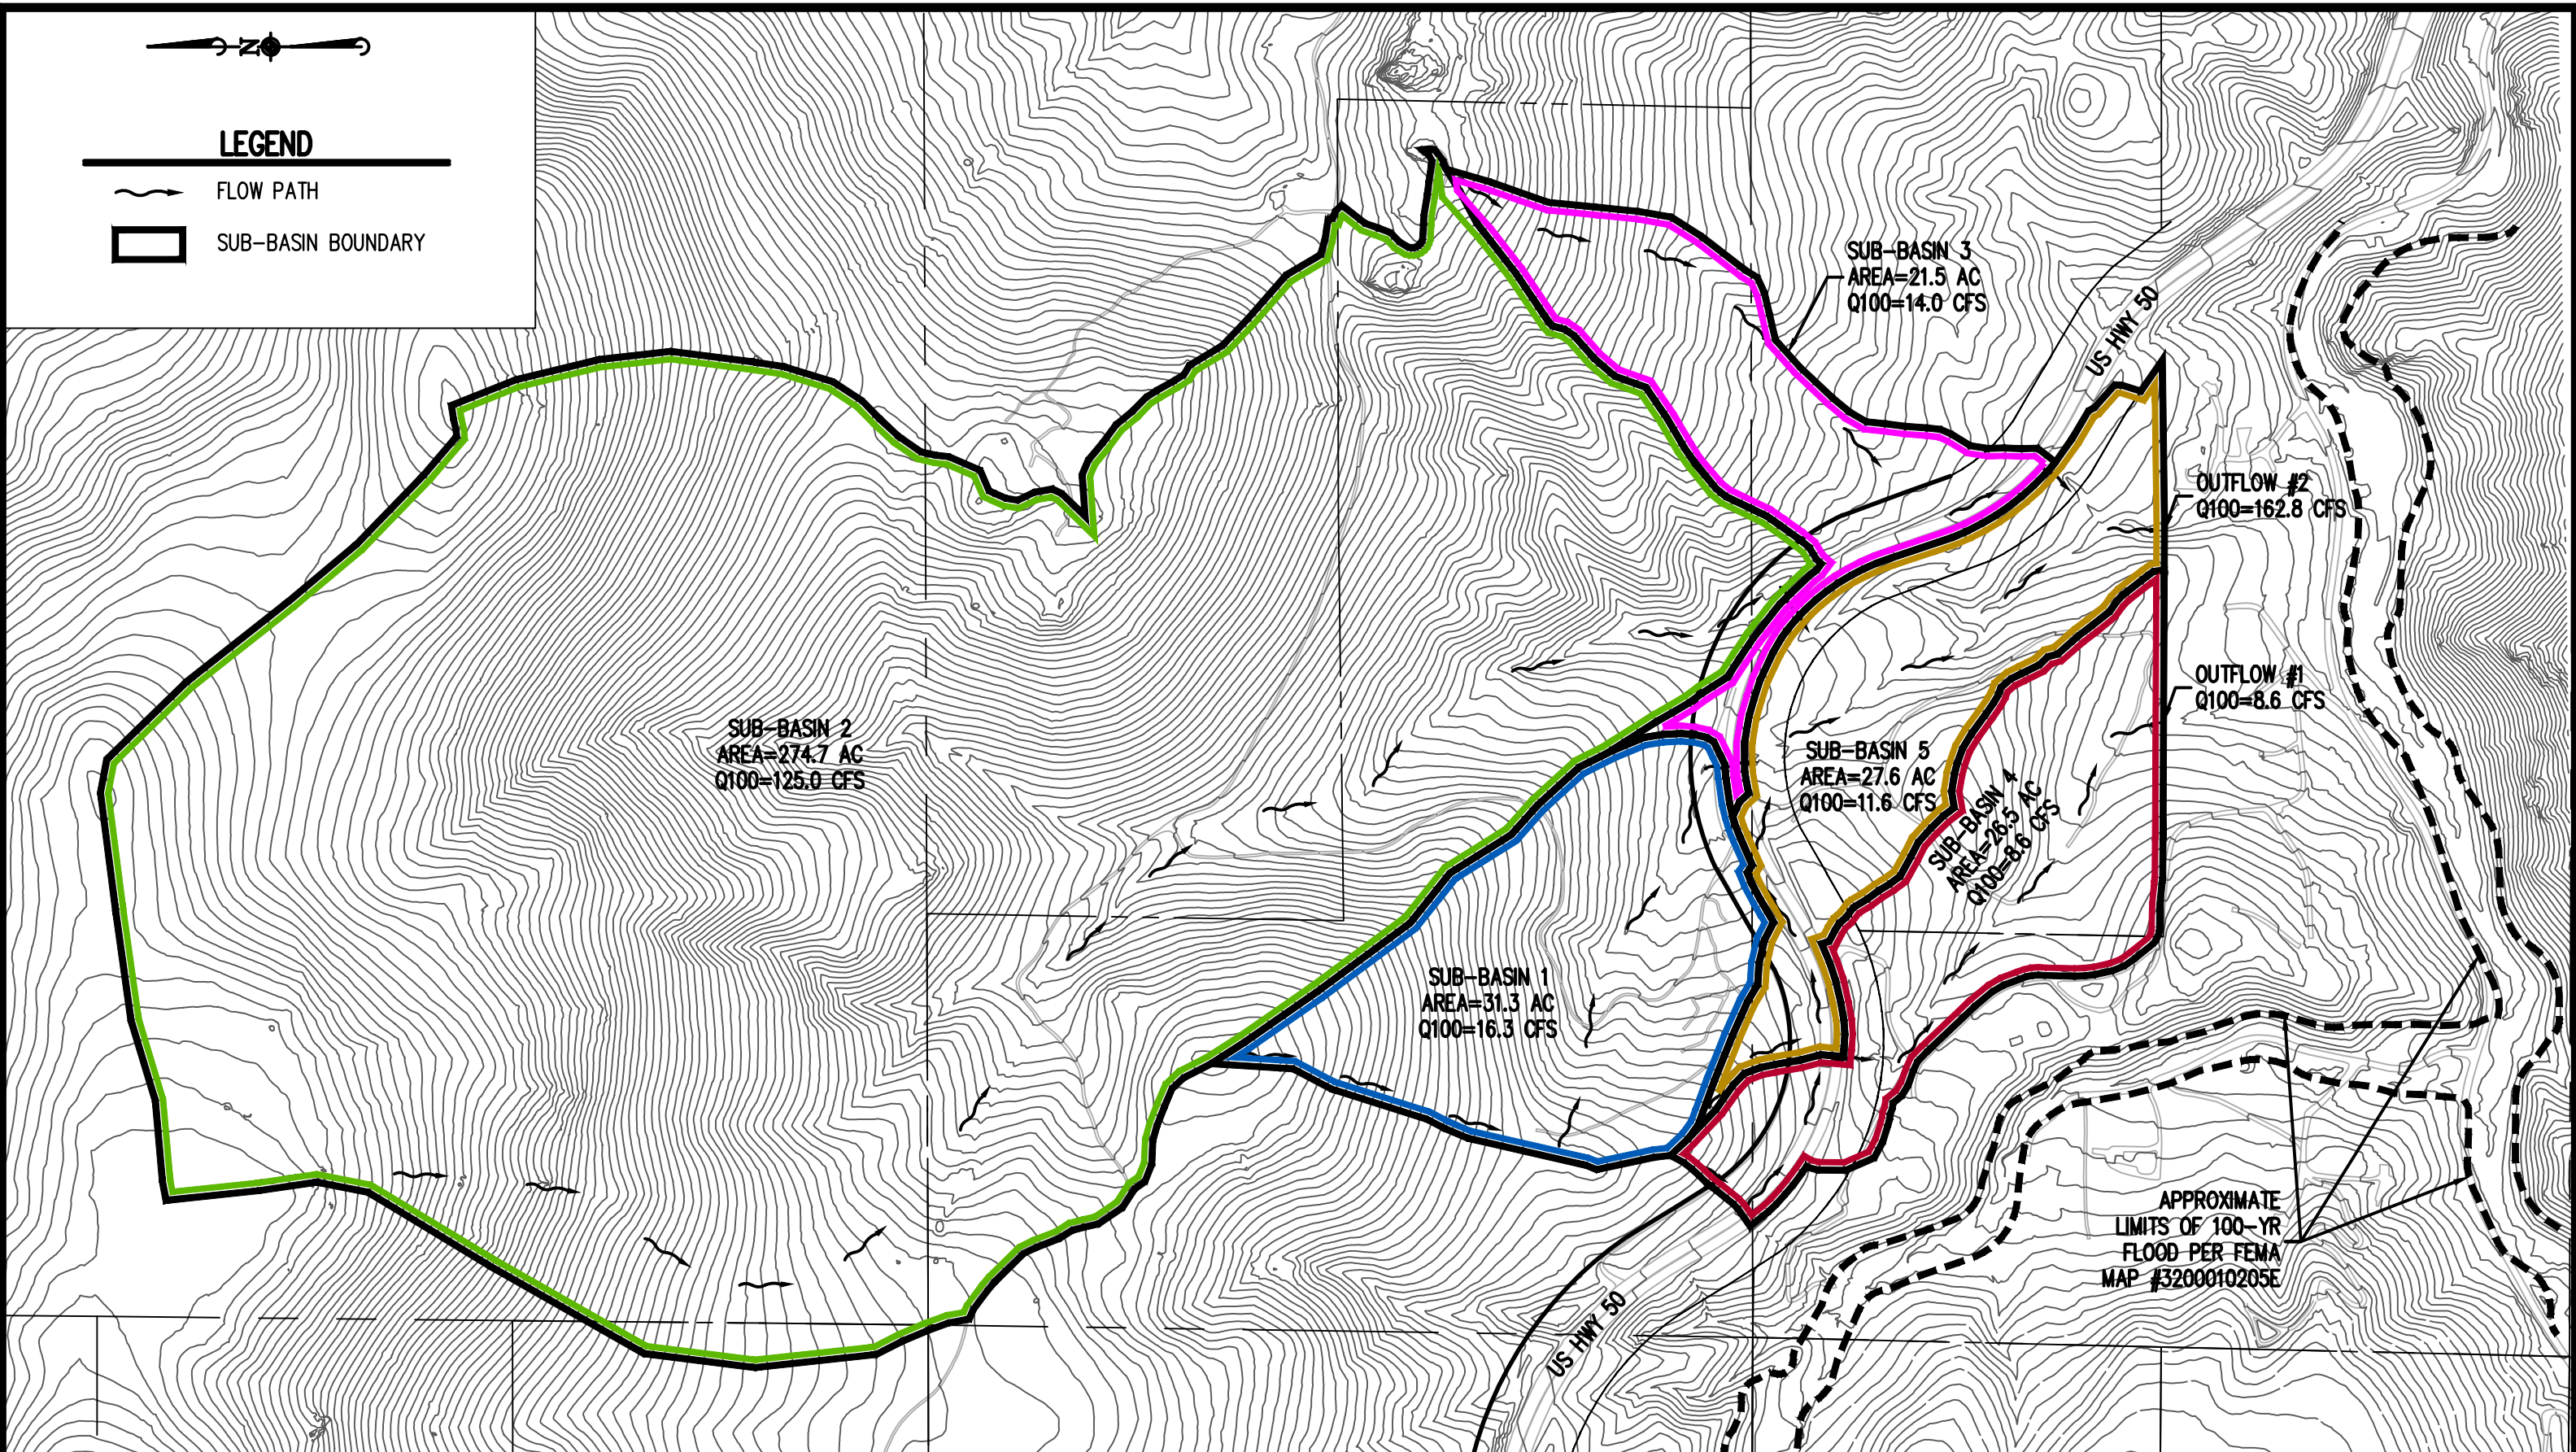 N
LEGEND
FLOW PATH
SUB-BASIN BOUNDARY
SUB-BASIN 3
AREA=21.5 AC
Q100=14.0 CFS
US HWY 50
OUTFLOW #2
Q100=162.8 CFS
OUTFLOW #1
Q100=8.6 CFS
SUB-BASIN 2
AREA=274.7 AC
Q100=125.0 CFS
SUB-BASIN 5
AREA=27.6 AC
Q100=11.6 CFS
SUB-BASIN 4
AREA=26.5 AC
Q100=8.6 CFS
SUB-BASIN 1
AREA=31.3 AC
Q100=16.3 CFS
APPROXIMATE
LIMITS OF 100-YR
FLOOD PER FEMA
MAP #3200010205E
US HWY 50